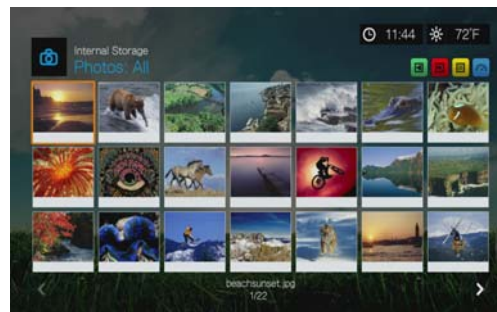 11:44 72°F
Internal Storage
Photos: All
beachsunset.jpg
1/22